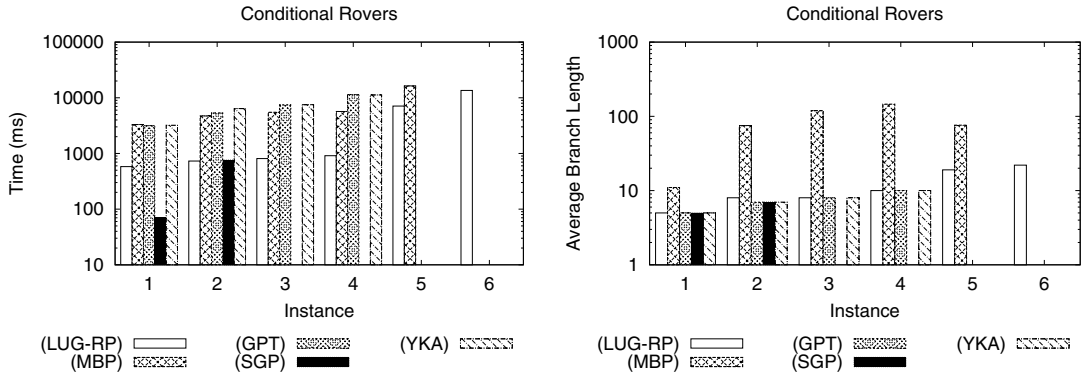 Conditional Rovers
100000
10000
1000
100
10
Time (ms)
1 2 3 4 5 6
Instance
(LUG-RP) (GPT) (YKA)
(MBP) (SGP)
Conditional Rovers
1000
100
10
1
Average Branch Length
1 2 3 4 5 6
Instance
(LUG-RP) (GPT) (YKA)
(MBP) (SGP)